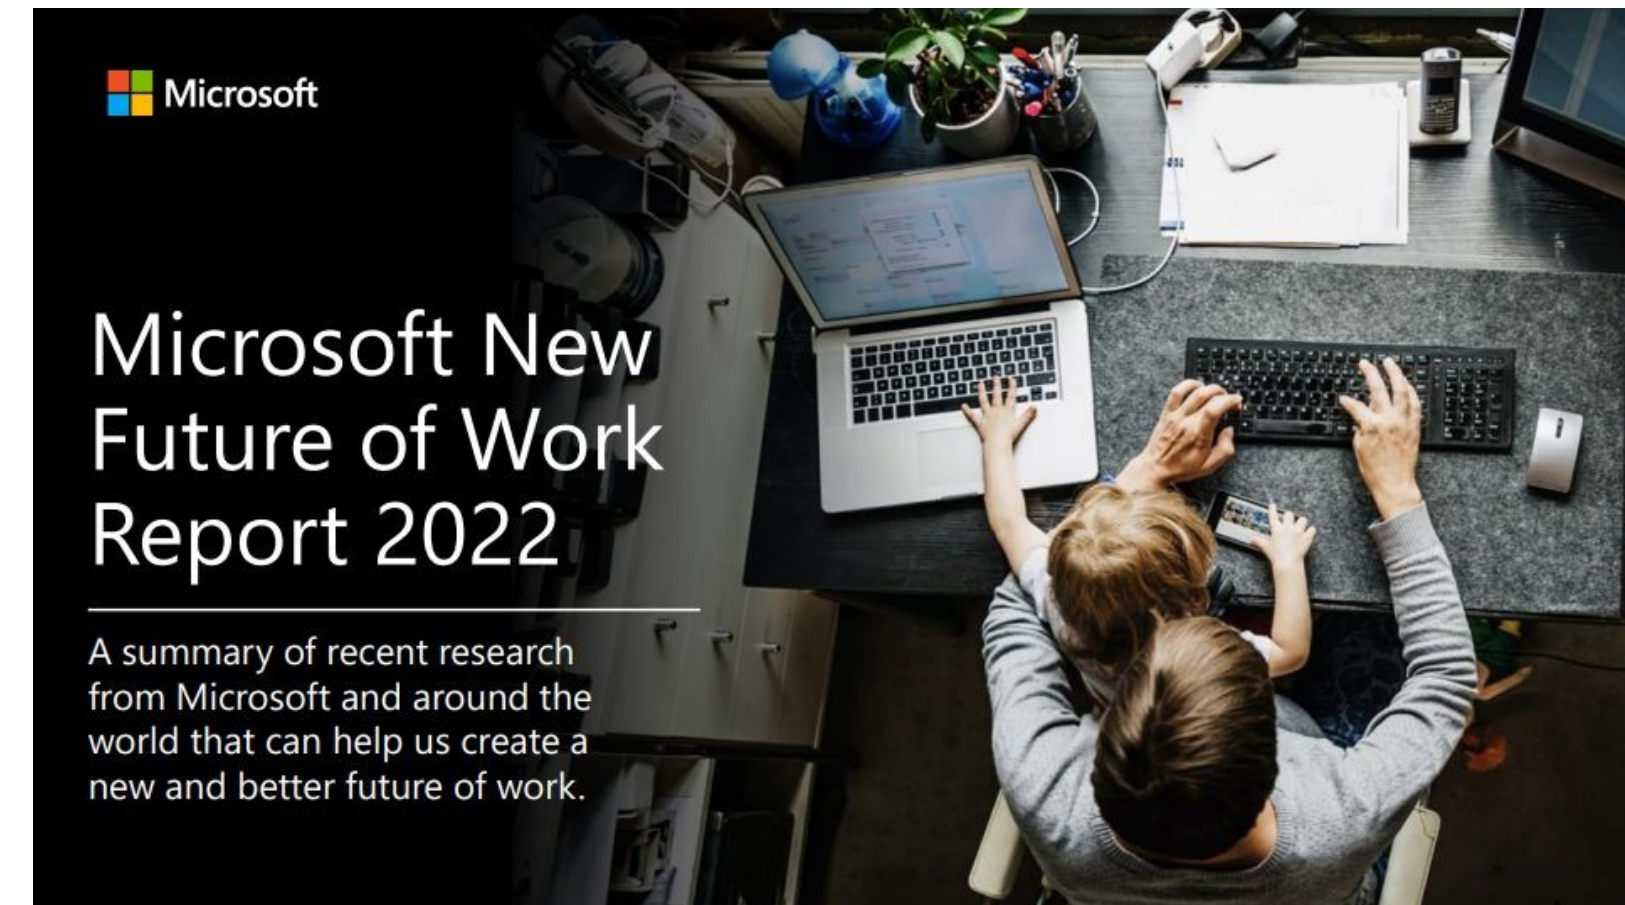 Microsoft
Microsoft New
Future of Work
Report 2022
A summary of recent research
from Microsoft and around the
world that can help us create a
new and better future of work.